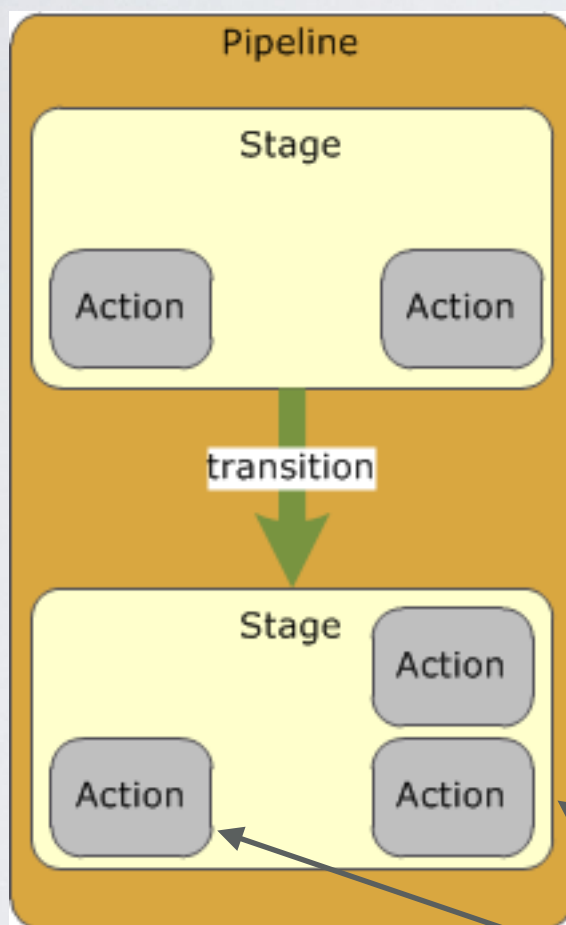 Pipeline
Stage
Action Action
transition
Stage
Action
Action Action